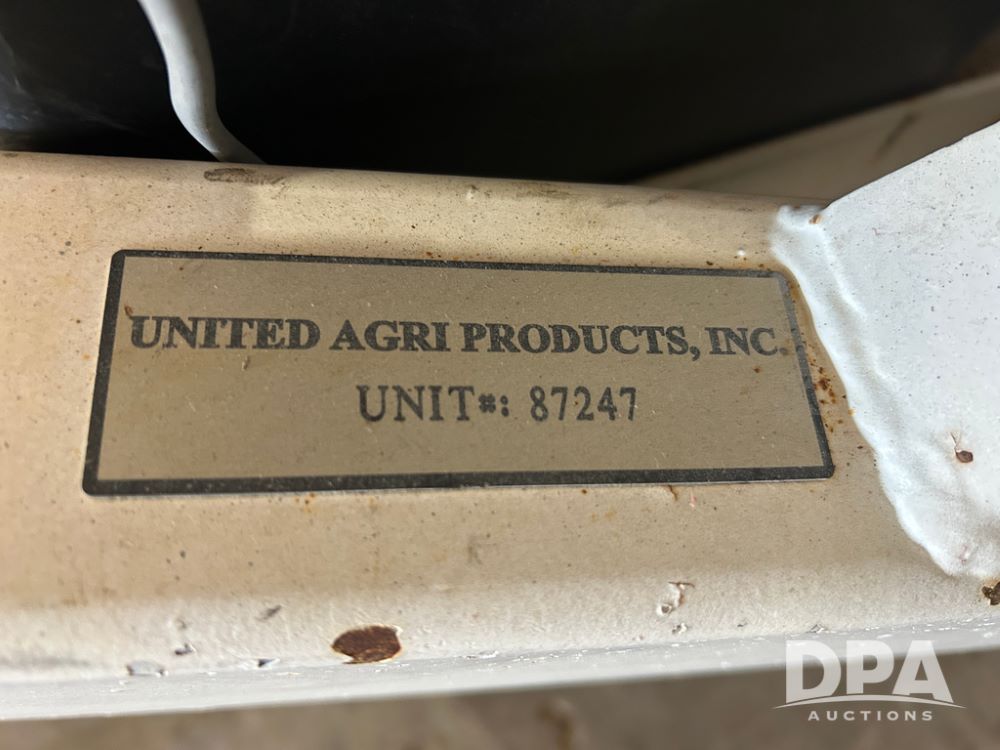 UNITED AGRI PRODUCTS, INC.
UNIT#: 87247
DPA
AUCTIONS